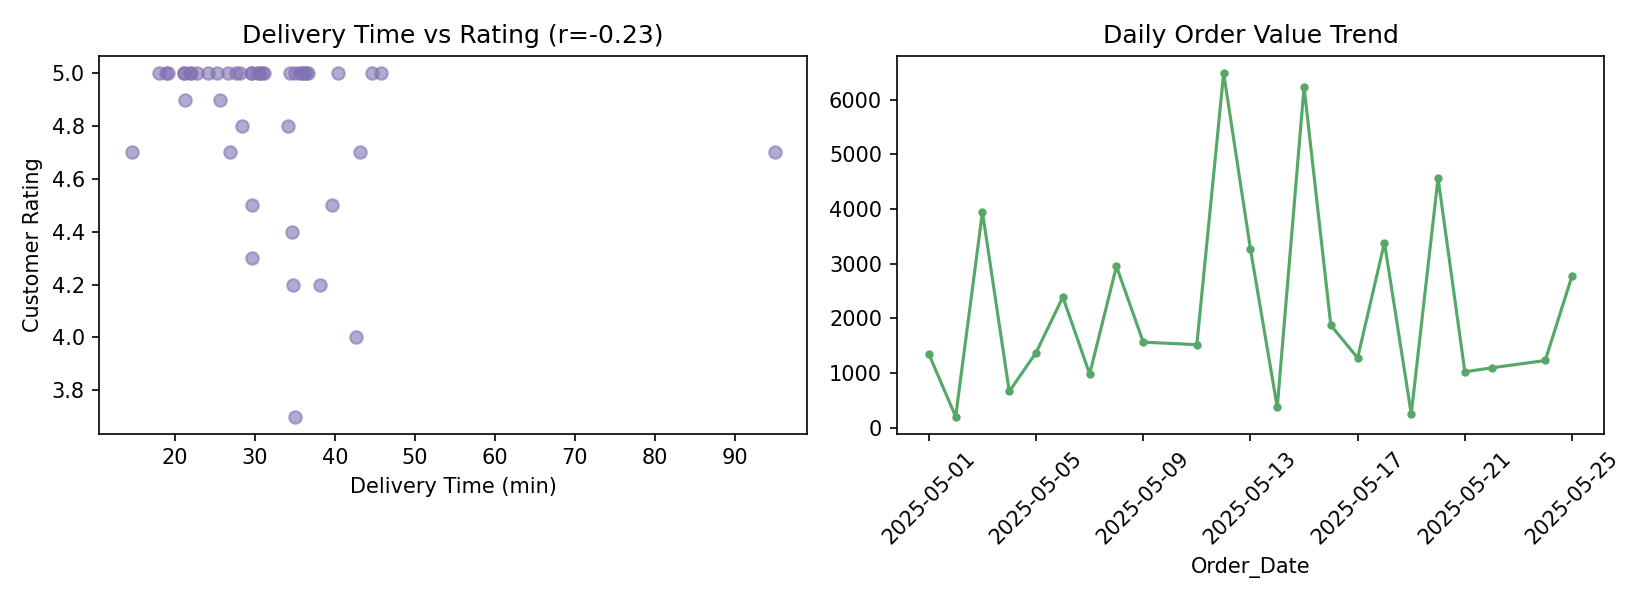 Delivery Time vs Rating (r=-0.23)
Customer Rating
5.0
4.8
4.6
4.4
4.2
4.0
3.8
20 30 40 50 60 70 80 90
Delivery Time (min)
Daily Order Value Trend
6000
5000
4000
3000
2000
1000
0
2025-05-01 2025-05-05 2025-05-09 2025-05-13 2025-05-17 2025-05-21 2025-05-25
Order_Date